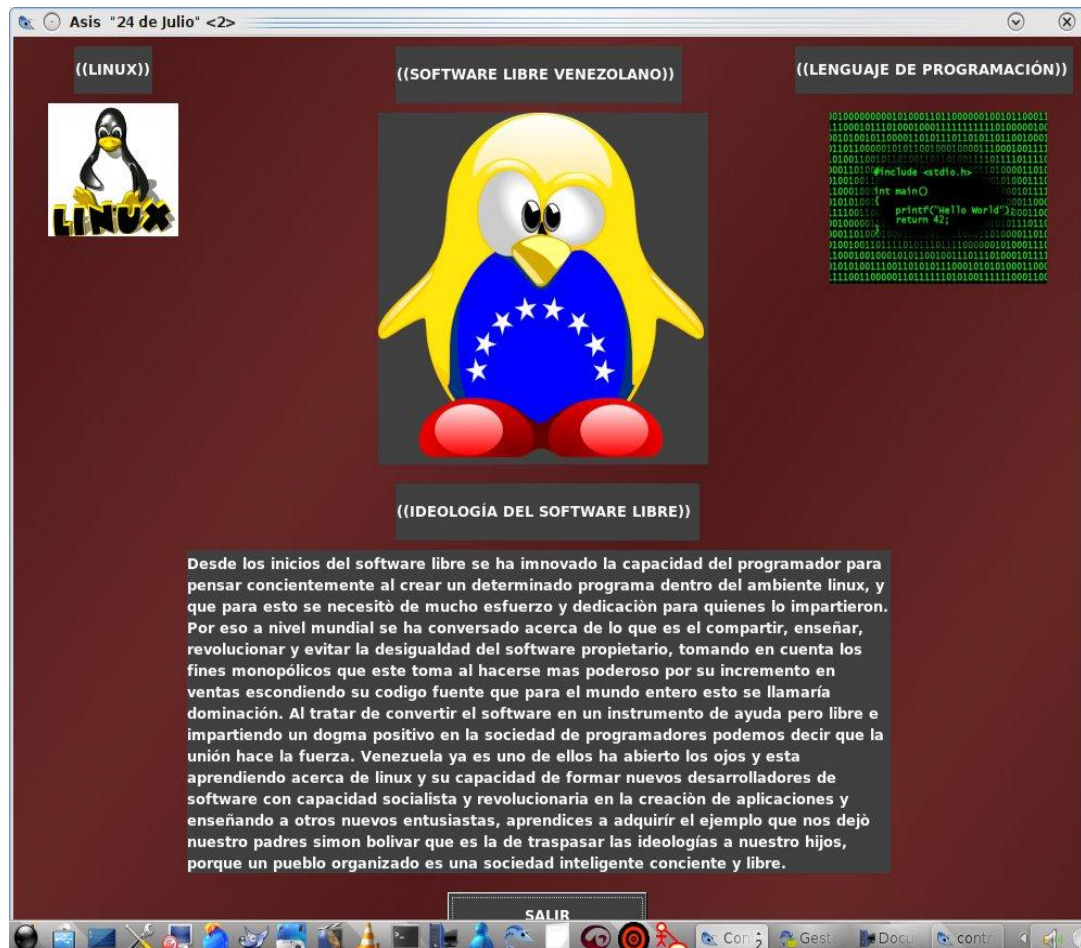 Asis "24 de Julio" <2>
((LINUX))
((SOFTWARE LIBRE VENEZOLANO))
((LENGUAJE DE PROGRAMACIÓN))
LINUX
#include <stdio.h>
int main()
{
printf("Hello World");
return 42;
}
((IDEOLOGÍA DEL SOFTWARE LIBRE))
Desde los inicios del software libre se ha imnovado la capacidad del programador para
pensar concientemente al crear un determinado programa dentro del ambiente linux, y
que para esto se necesitò de mucho esfuerzo y dedicaciòn para quienes lo impartieron.
Por eso a nivel mundial se ha conversado acerca de lo que es el compartir, enseñar,
revolucionar y evitar la desigualdad del software propietario, tomando en cuenta los
fines monopólicos que este toma al hacerse mas poderoso por su incremento en
ventas escondiendo su codigo fuente que para el mundo entero esto se llamaría
dominación. Al tratar de convertir el software en un instrumento de ayuda pero libre e
impartiendo un dogma positivo en la sociedad de programadores podemos decir que la
unión hace la fuerza. Venezuela ya es uno de ellos ha abierto los ojos y esta
aprendiendo acerca de linux y su capacidad de formar nuevos desarrolladores de
software con capacidad socialista y revolucionaria en la creaciòn de aplicaciones y
enseñando a otros nuevos entusiastas, aprendices a adquirír el ejemplo que nos dejò
nuestro padres simon bolivar que es la de traspasar las ideologías a nuestro hijos,
porque un pueblo organizado es una sociedad inteligente conciente y libre.
SALIR
Con 2 Gest Docu contr